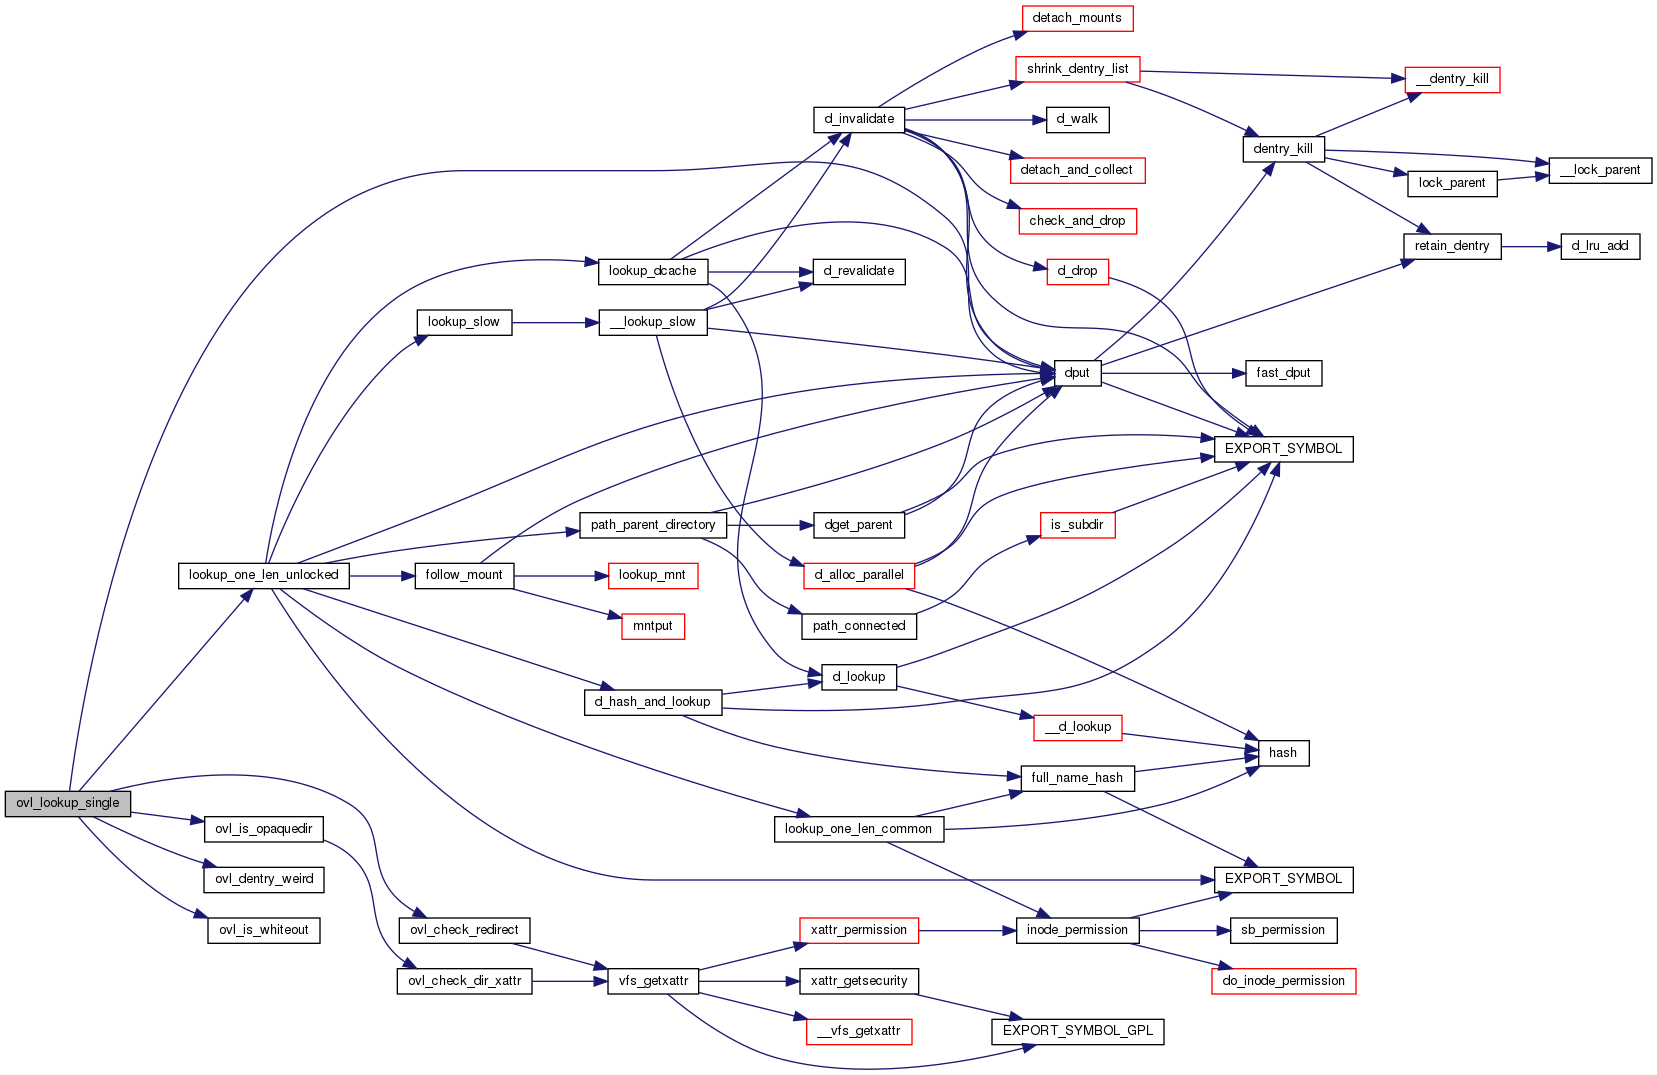 detach_mounts
shrink_dentry_list
__dentry_kill
d_invalidate
d_walk
dentry_kill
detach_and_collect
__lock_parent
lock_parent
check_and_drop
retain_dentry
d_lru_add
lookup_dcache
d_revalidate
d_drop
lookup_slow
__lookup_slow
dput
fast_dput
EXPORT_SYMBOL
path_parent_directory
dget_parent
is_subdir
lookup_one_len_unlocked
follow_mount
lookup_mnt
d_alloc_parallel
mntput
path_connected
d_lookup
d_hash_and_lookup
__d_lookup
hash
full_name_hash
ovl_lookup_single
ovl_is_opaquedir
lookup_one_len_common
ovl_dentry_weird
EXPORT_SYMBOL
ovl_is_whiteout
ovl_check_redirect
xattr_permission
inode_permission
sb_permission
ovl_check_dir_xattr
vfs_getxattr
xattr_getsecurity
do_inode_permission
__vfs_getxattr
EXPORT_SYMBOL_GPL